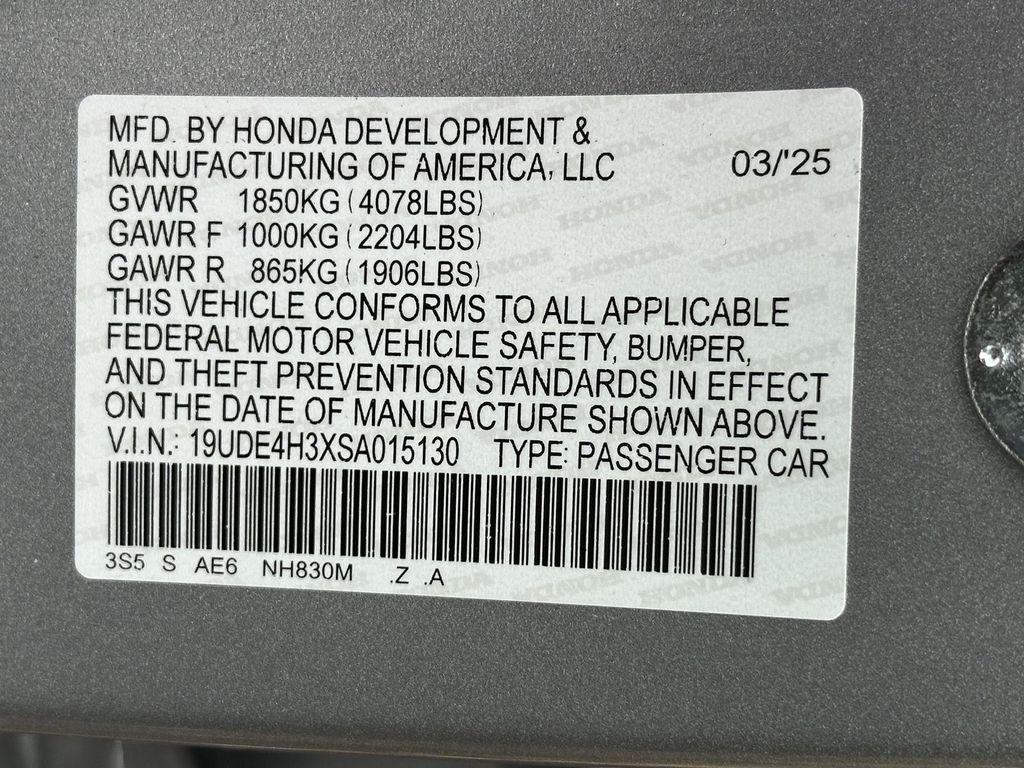 MFD. BY HONDA DEVELOPMENT &
MANUFACTURING OF AMERICA, LLC 03/'25
GVWR 1850KG (4078LBS)
GAWR F 1000KG (2204LBS)
GAWR R 865KG (1906LBS)
THIS VEHICLE CONFORMS TO ALL APPLICABLE
FEDERAL MOTOR VEHICLE SAFETY, BUMPER,
AND THEFT PREVENTION STANDARDS IN EFFECT
ON THE DATE OF MANUFACTURE SHOWN ABOVE.
V.I.N.: 19UDE4H3XSA015130 TYPE: PASSENGER CAR
3S5 S AE6 NH830M .Z .A